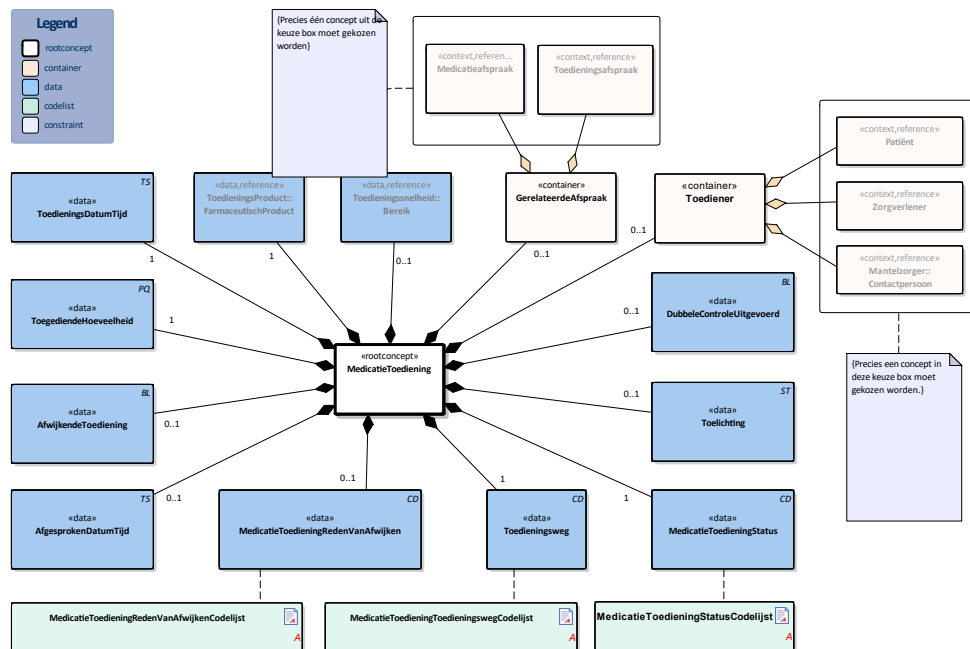 Legend
rootconcept
container
data
codelist
constraint
{Precies één concept uit de
keuze box moet gekozen
worden}
«context,referen...
Medicatieafspraak
«context,reference»
Toedieningsafspraak
«context,reference»
Patiënt
«context,reference»
Zorgverlener
«context,reference»
Mantelzorger::
Contactpersoon
TS
«data»
ToedieningsDatumTijd
«data,reference»
ToedieningsProduct::
FarmaceutischProduct
«data,reference»
Toedieningssnelheid::
Bereik
«container»
GerelateerdeAfspraak
«container»
Toediener
1
1
0..1
0..1
0..1
PQ
«data»
ToegediendeHoeveelheid
1
BL
«data»
DubbeleControleUitgevoerd
0..1
«rootconcept»
MedicatieToediening
{Precies een concept in
deze keuze box moet
gekozen worden.}
BL
«data»
AfwijkendeToediening
0..1
ST
«data»
Toelichting
0..1
TS
«data»
AfgesprokenDatumTijd
0..1
CD
«data»
MedicatieToedieningRedenVanAfwijken
0..1
CD
«data»
Toedieningsweg
1
CD
«data»
MedicatieToedieningStatus
1
MedicatieToedieningRedenVanAfwijkenCodelijst
A
MedicatieToedieningToedieningswegCodelijst
A
MedicatieToedieningStatusCodelijst
A